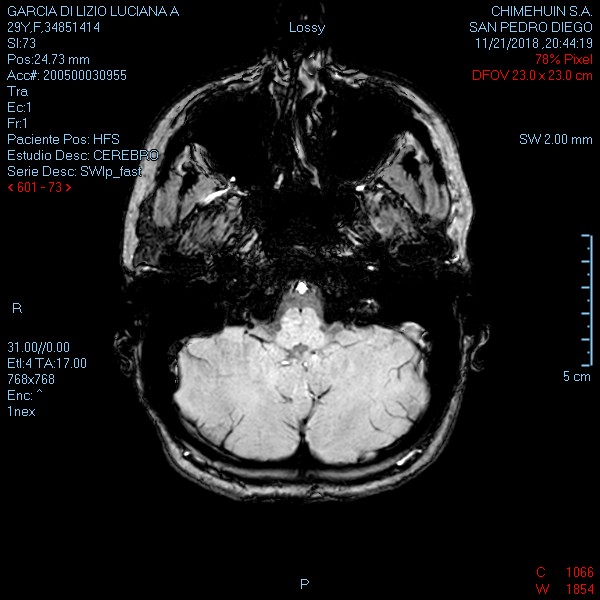 GARCIA DI LIZIO LUCIANA A
29Y,F,34851414
Sl:73
Pos:24.73 mm
Acc#: 200500030955
Tra
Ec:1
Fr:1
Paciente Pos: HFS
Estudio Desc: CEREBRO
Serie Desc: SWIp_fast
< 601 - 73 >
Lossy
CHIMEHUIN S.A.
SAN PEDRO DIEGO
11/21/2018 ,20:44:19
78% Pixel
DFOV 23.0 x 23.0 cm
SW 2.00 mm
R
31.00//0.00
Etl:4 TA:17.00
768x768
Enc: ^
1nex
5 cm
P
C 1066
W 1854